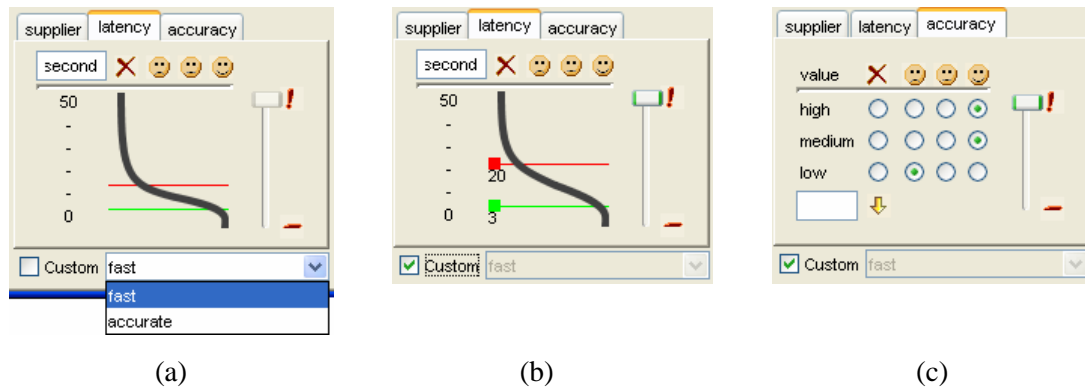 supplier latency accuracy
second
50
-
-
-
-
0
Custom fast
fast
accurate
(a)
supplier latency accuracy
second
50
-
-
20
-
-
0 3
Custom fast
(b)
supplier latency accuracy
value
high
medium
low
Custom fast
(c)